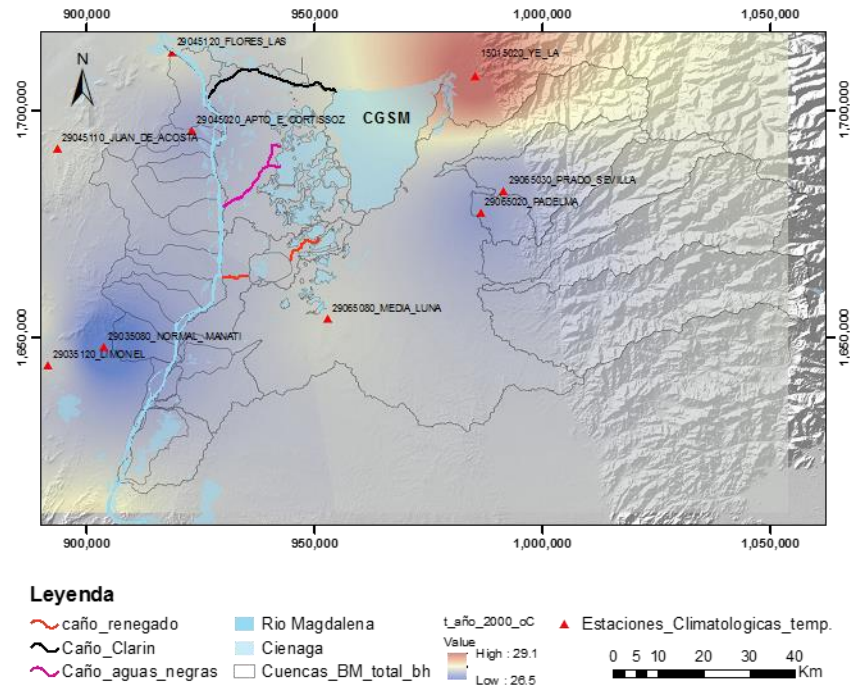 900,000 950,000 1,000,000 1,050,000
29045120_FLORES_LAS
15015020_YE_LA
N
1,700,000 1,700,000
CGSM
29045020_APTO_E_CORTISSOZ
29045110_JUAN_DE_ACOSTA
29065030_PRADO_SEVILLA
29065020_PADELMA
29065080_MEDIA_LUNA
1,650,000 1,650,000
29035080_NORMAL_MANATI
29035120_LIMONEL
900,000 950,000 1,000,000 1,050,000
Leyenda
caño_renegado Rio Magdalena t_año_2000_oC Estaciones_Climatologicas_temp.
Caño_Clarin Cienaga Value High : 29.1 0 5 10 20 30 40
Caño_aguas_negras Cuencas_BM_total_bh Low : 26.5 Km